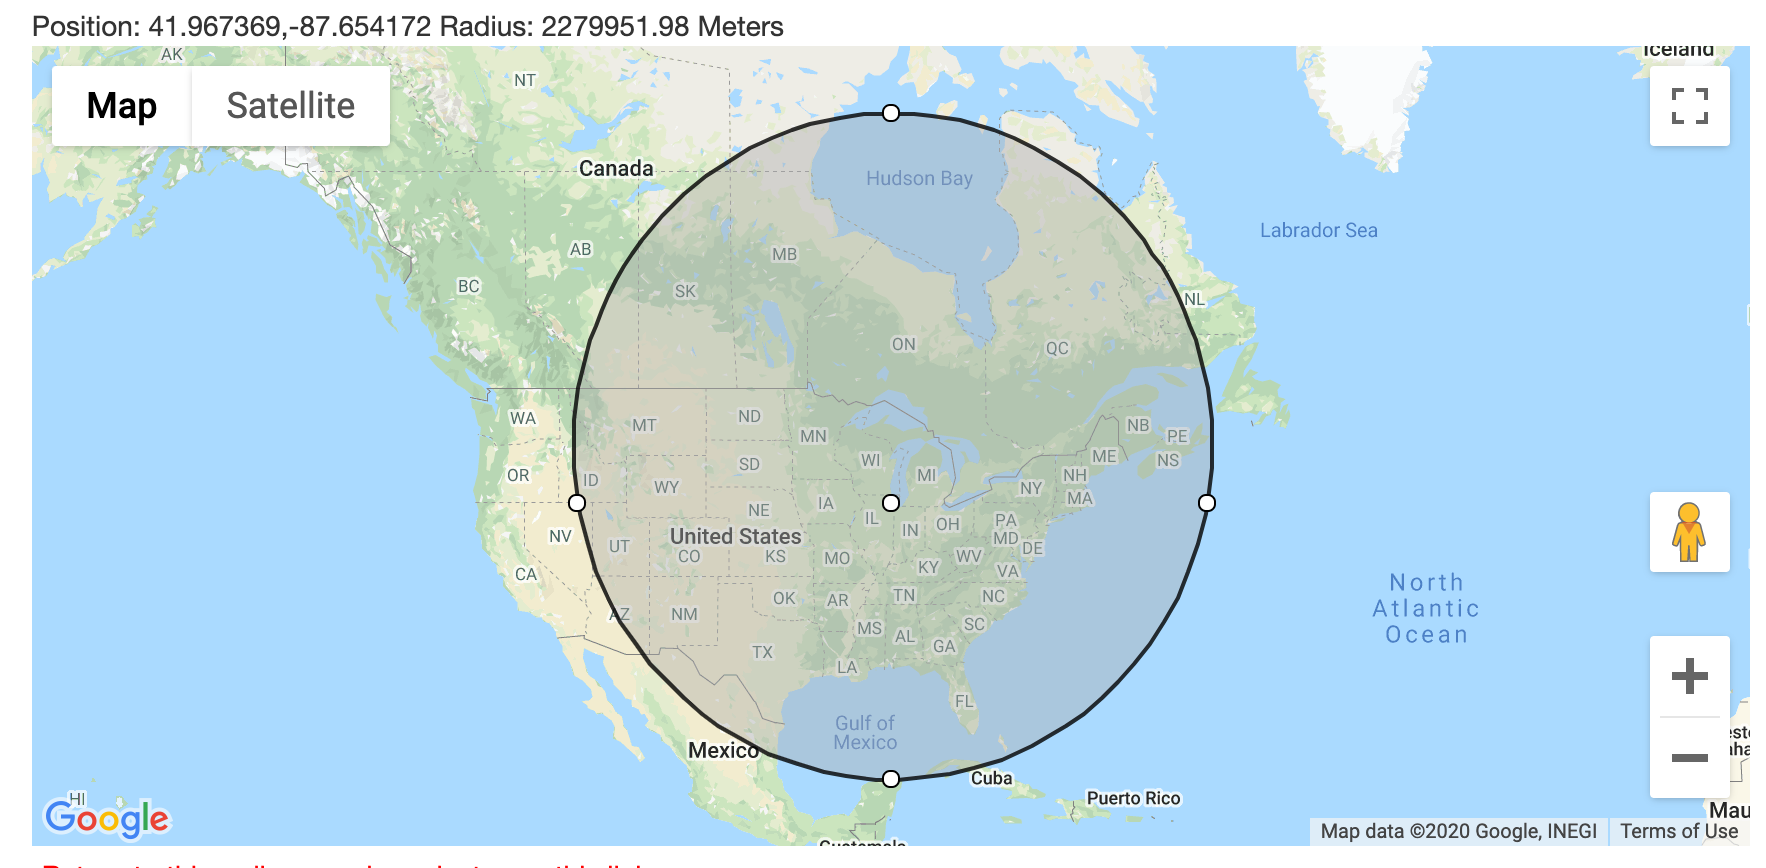 Position: 41.967369,-87.654172 Radius: 2279951.98 Meters
AK
NT
Iceland
Map
Satellite
Canada
Hudson Bay
Labrador Sea
AB
MB
BC
SK
NL
ON
QC
WA
MT
ND
MN
NB
PE
OR
ID
WY
SD
WI
MI
NY
NH
ME
NS
MA
NE
IA
IL
IN
OH
PA
MD
DE
NV
UT
United States
CO
KS
MO
KY
WV
VA
CA
AZ
NM
OK
AR
TN
NC
North
Atlantic
Ocean
MS
AL
SC
GA
TX
LA
FL
Gulf of
Mexico
Mexico
Cuba
Puerto Rico
HI
Google
Mau
Map data ©2020 Google, INEGI
Terms of Use